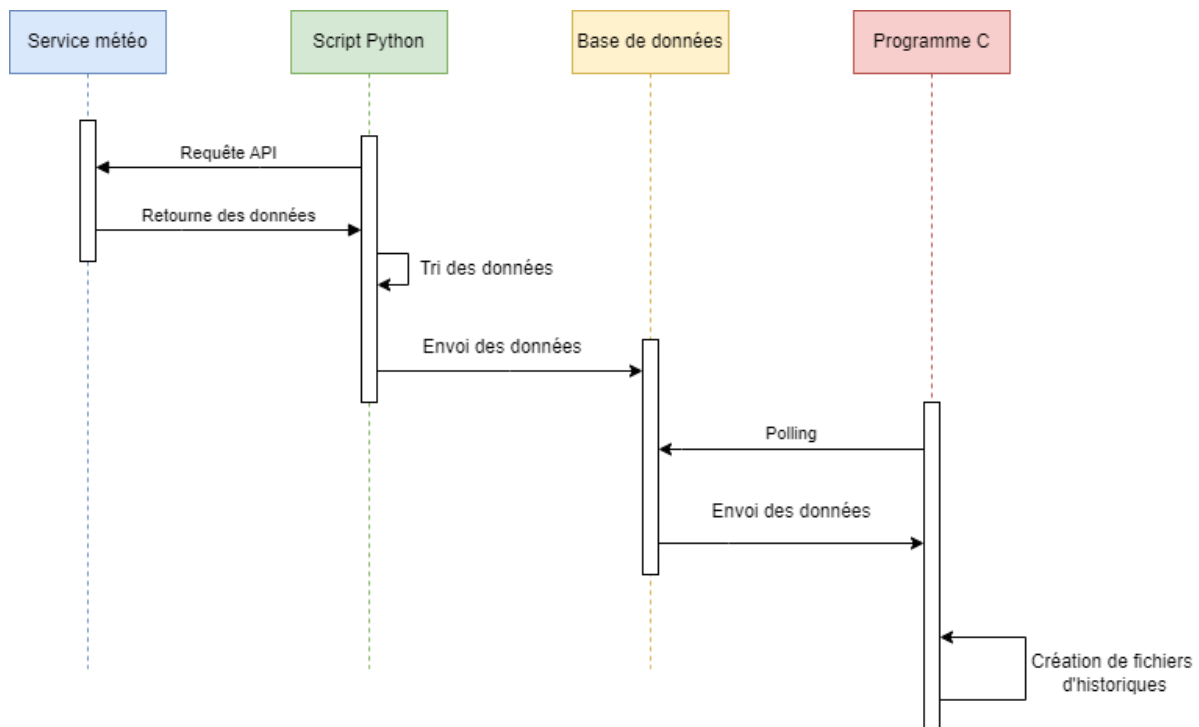 Service météo
Script Python
Base de données
Programme C
Requête API
Retourne des données
Tri des données
Envoi des données
Polling
Envoi des données
Création de fichiers
d'historiques